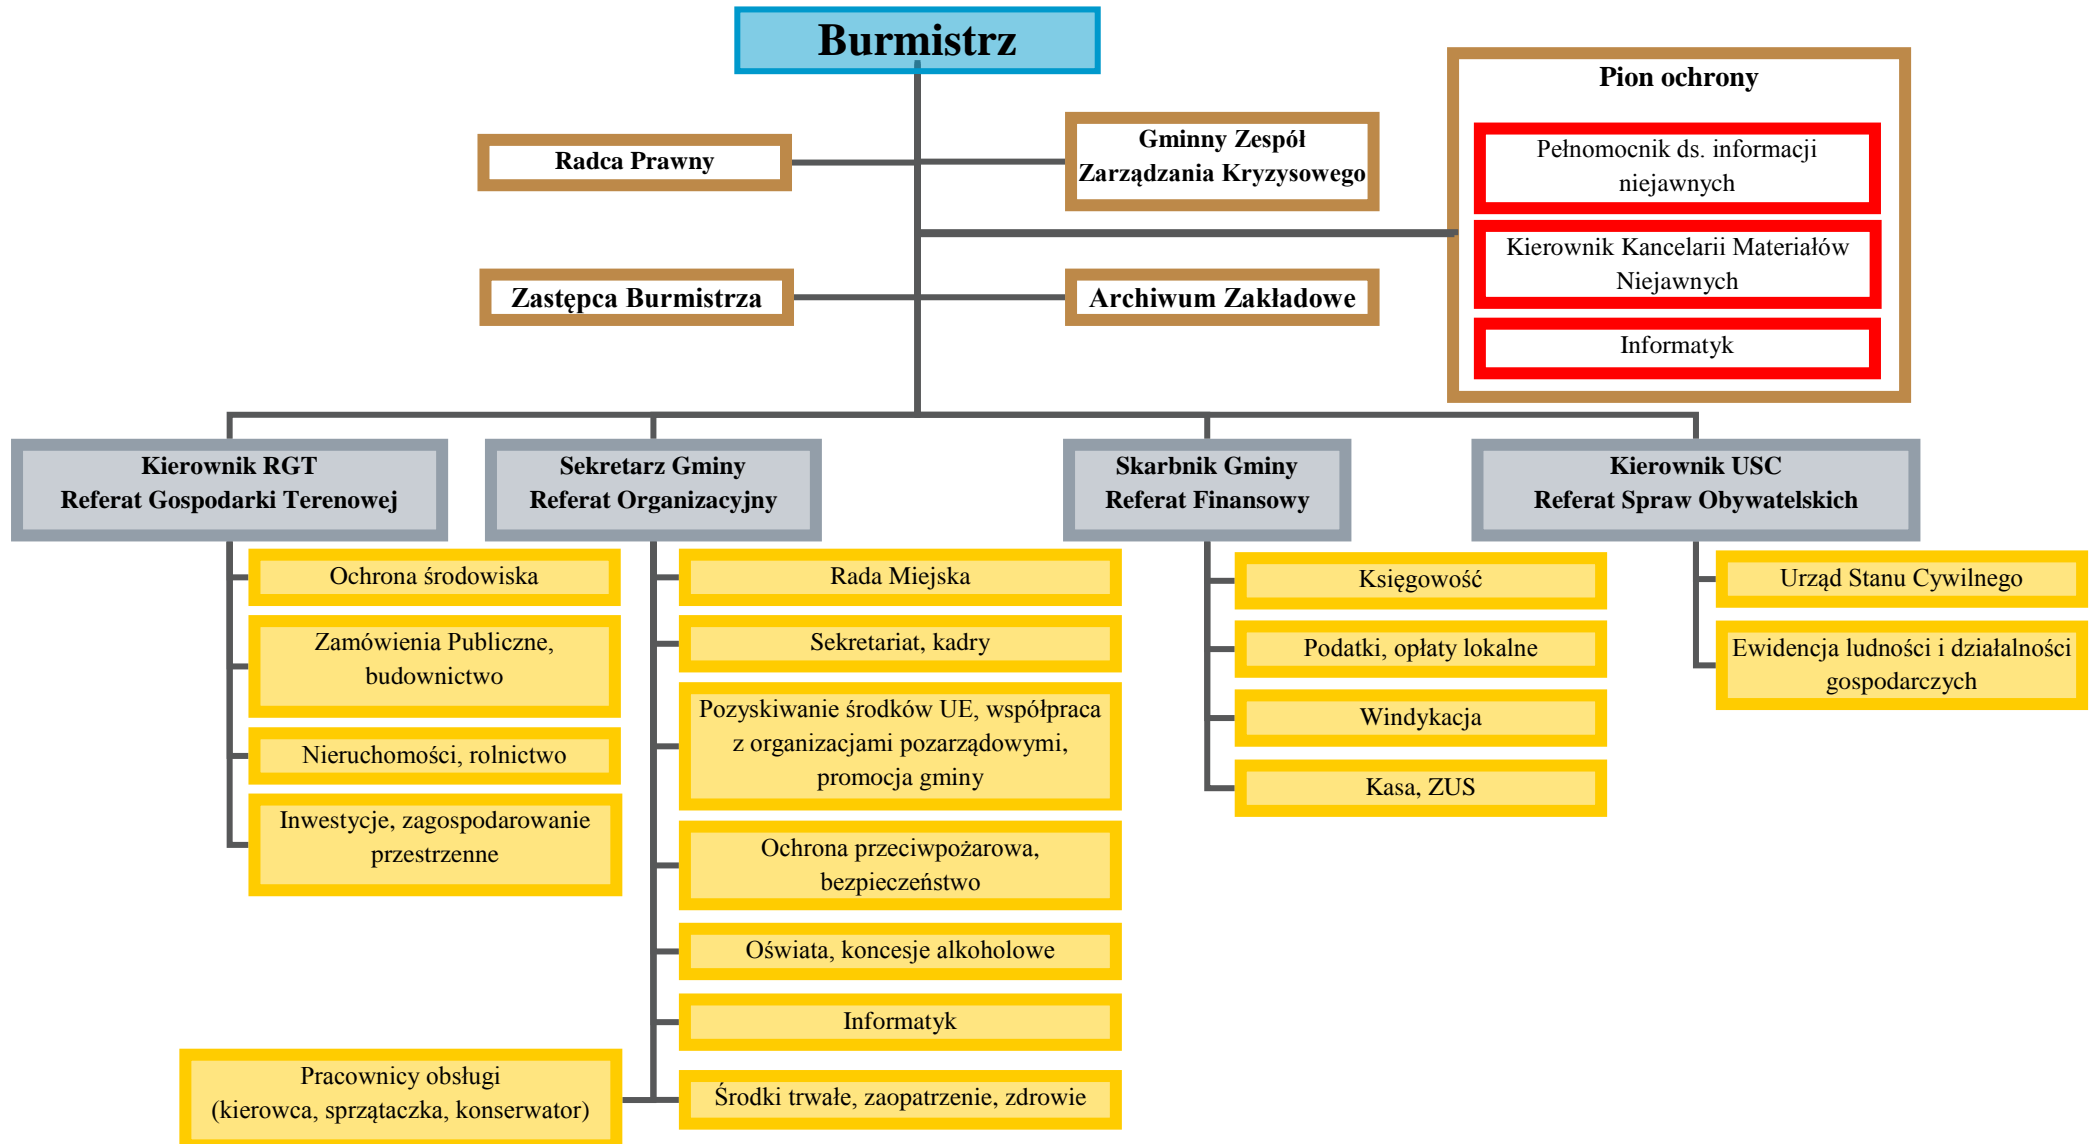 Burmistrz
Pion ochrony
Radca Prawny
Gminny Zespół
Zarządzania Kryzysowego
Pełnomocnik ds. informacji
niejawnych
Kierownik Kancelarii Materiałów
Niejawnych
Informatyk
Zastępca Burmistrza
Archiwum Zakładowe
Kierownik RGT
Referat Gospodarki Terenowej
Sekretarz Gminy
Referat Organizacyjny
Skarbnik Gminy
Referat Finansowy
Kierownik USC
Referat Spraw Obywatelskich
Ochrona środowiska
Zamówienia Publiczne,
budownictwo
Nieruchomości, rolnictwo
Inwestycje, zagospodarowanie
przestrzenne
Rada Miejska
Sekretariat, kadry
Pozyskiwanie środków UE, współpraca
z organizacjami pozarządowymi,
promocja gminy
Ochrona przeciwpożarowa,
bezpieczeństwo
Oświata, koncesje alkoholowe
Informatyk
Środki trwałe, zaopatrzenie, zdrowie
Pracownicy obsługi
(kierowca, sprzątaczka, konserwator)
Księgowość
Podatki, opłaty lokalne
Windykacja
Kasa, ZUS
Urząd Stanu Cywilnego
Ewidencja ludności i działalności
gospodarczych